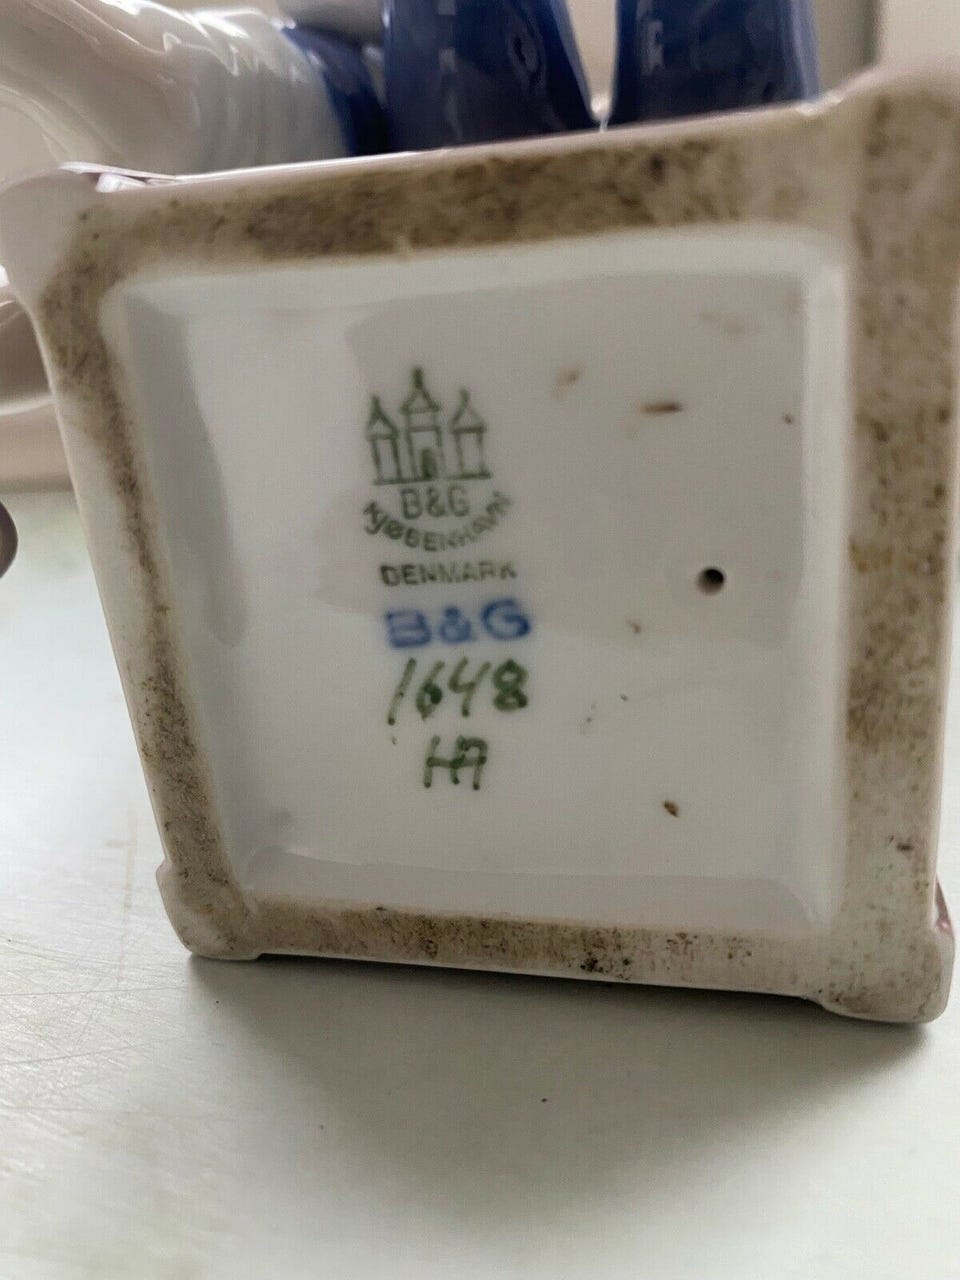 B&G
KJØBENHAVN
DENMARK
B&G
1648
HA